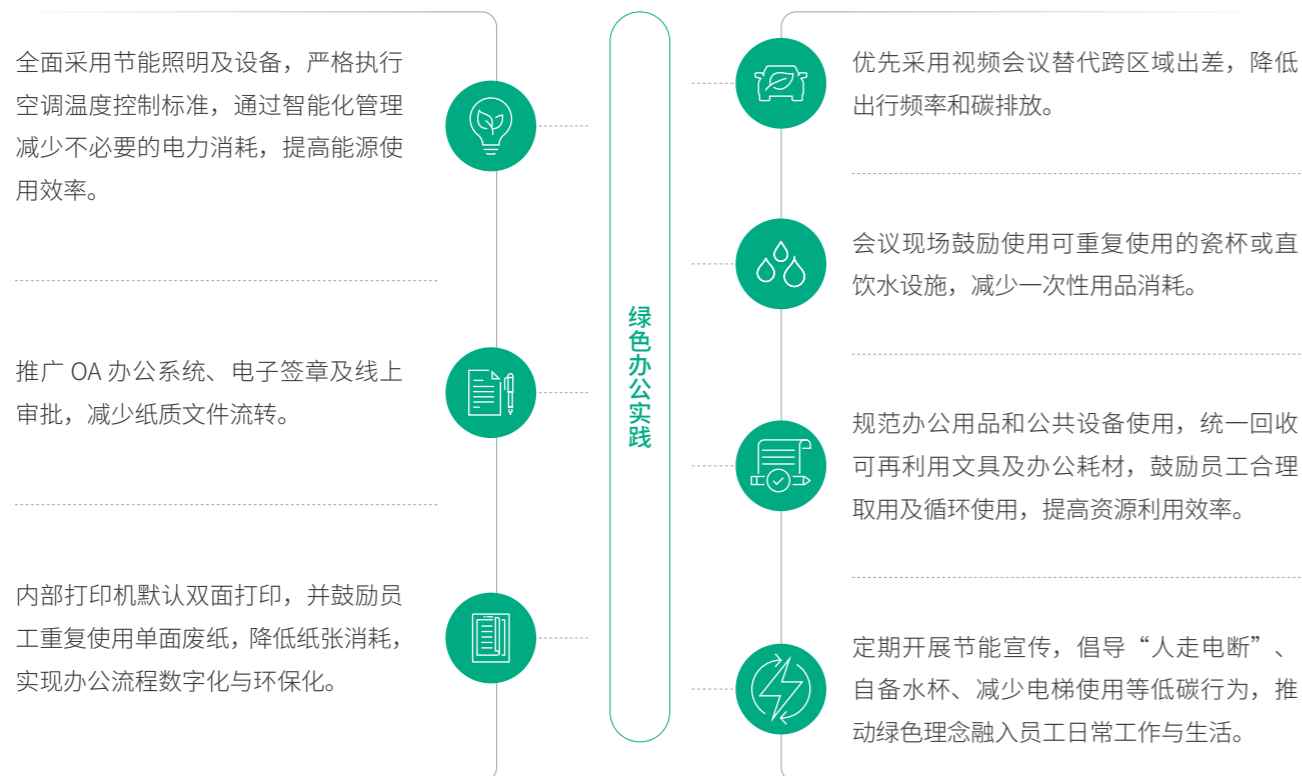 全面采用节能照明及设备，严格执行
空调温度控制标准，通过智能化管理
减少不必要的电力消耗，提高能源使
用效率。
推广 OA 办公系统、电子签章及线上
审批，减少纸质文件流转。
内部打印机默认双面打印，并鼓励员
工重复使用单面废纸，降低纸张消耗，
实现办公流程数字化与环保化。
绿色办公实践
优先采用视频会议替代跨区域出差，降低
出行频率和碳排放。
会议现场鼓励使用可重复使用的瓷杯或直
饮水设施，减少一次性用品消耗。
规范办公用品和公共设备使用，统一回收
可再利用文具及办公耗材，鼓励员工合理
取用及循环使用，提高资源利用效率。
定期开展节能宣传，倡导“人走电断”、
自备水杯、减少电梯使用等低碳行为，推
动绿色理念融入员工日常工作与生活。